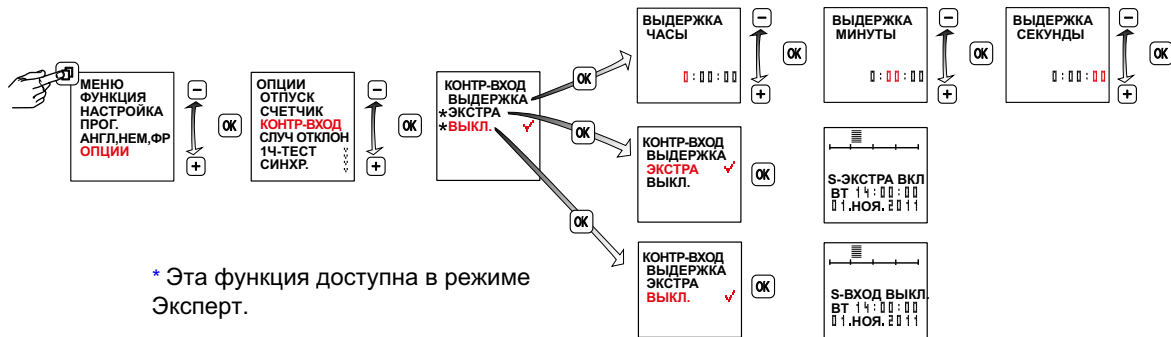 МЕНЮ
ФУНКЦИЯ
НАСТРОЙКА
ПРОГ.
АНГЛ,НЕМ,ФР
ОПЦИИ
−
+
OK
ОПЦИИ
ОТПУСК
СЧЕТЧИК
КОНТР-ВХОД
СЛУЧ ОТКЛОН
1Ч-ТЕСТ
СИНХР.
−
+
OK
КОНТР-ВХОД
ВЫДЕРЖКА
*ЭКСТРА
*ВЫКЛ.
OK
OK
OK
ВЫДЕРЖКА
ЧАСЫ
0:00:00
−
+
OK
ВЫДЕРЖКА
МИНУТЫ
0:00:00
−
+
OK
ВЫДЕРЖКА
СЕКУНДЫ
0:00:00
−
+
OK
КОНТР-ВХОД
ВЫДЕРЖКА
ЭКСТРА
ВЫКЛ.
OK
S-ЭКСТРА ВКЛ
ВТ 14:00:00
01.НОЯ. 2011
КОНТР-ВХОД
ВЫДЕРЖКА
ЭКСТРА
ВЫКЛ.
OK
S-ВХОД ВЫКЛ.
ВТ 14:00:00
01.НОЯ. 2011
* Эта функция доступна в режиме
Эксперт.